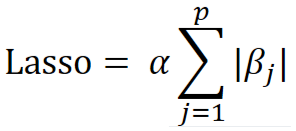 Lasso = α ∑_{j=1}^{p} |β_j|